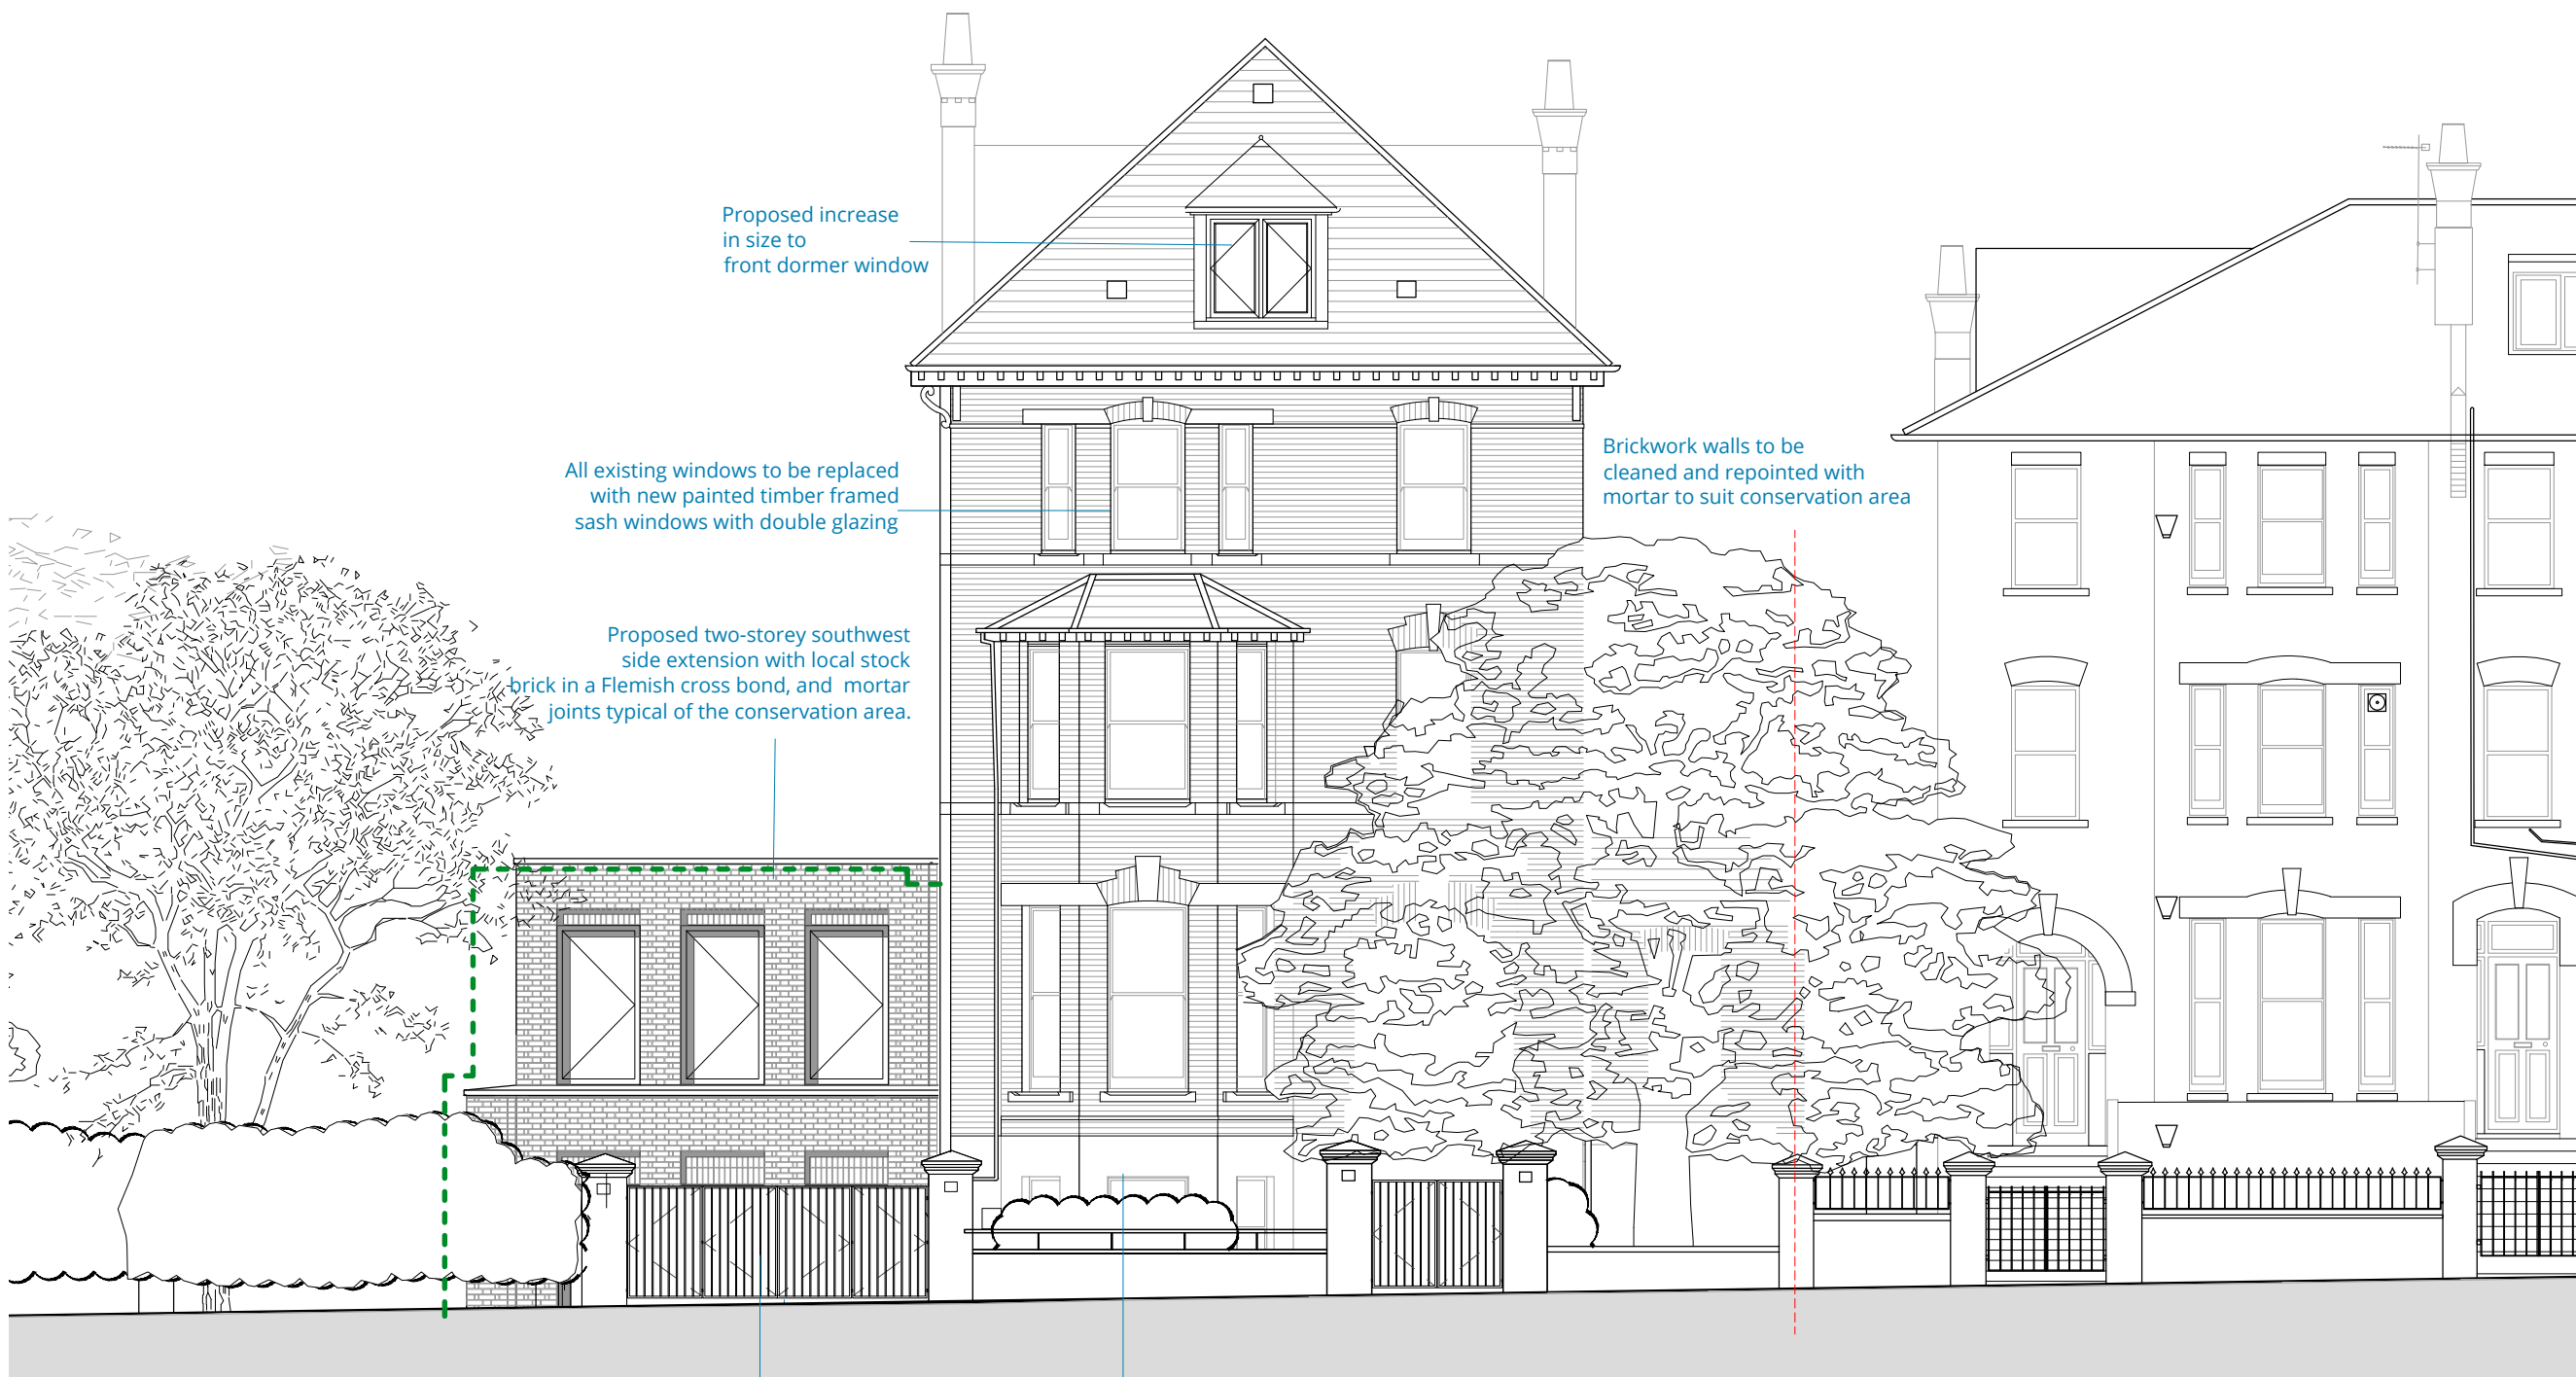 Proposed increase
in size to
front dormer window
All existing windows to be replaced
with new painted timber framed
sash windows with double glazing
Brickwork walls to be
cleaned and repointed with
mortar to suit conservation area
Proposed two-storey southwest
side extension with local stock
brick in a Flemish cross bond, and mortar
joints typical of the conservation area.